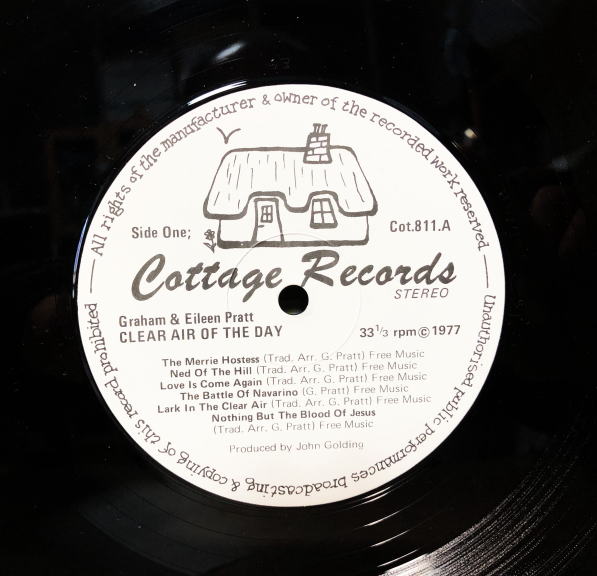 All rights of the manufacturer & owner of the recorded work reserved
Unauthorised public performances broadcasting & copying of this record prohibited
Side One;
Cot.811.A
Cottage Records
STEREO
Graham & Eileen Pratt
CLEAR AIR OF THE DAY
33 1/3 rpm ©1977
The Merrie Hostess (Trad. Arr. G. Pratt) Free Music
Ned Of The Hill (Trad. Arr. G. Pratt) Free Music
Love Is Come Again (Trad. Arr. G. Pratt) Free Music
The Battle Of Navarino (G. Pratt) Free Music
Lark In The Clear Air (Trad. Arr. G. Pratt) Free Music
Nothing But The Blood Of Jesus
(Trad. Arr. G. Pratt) Free Music
Produced by John Golding